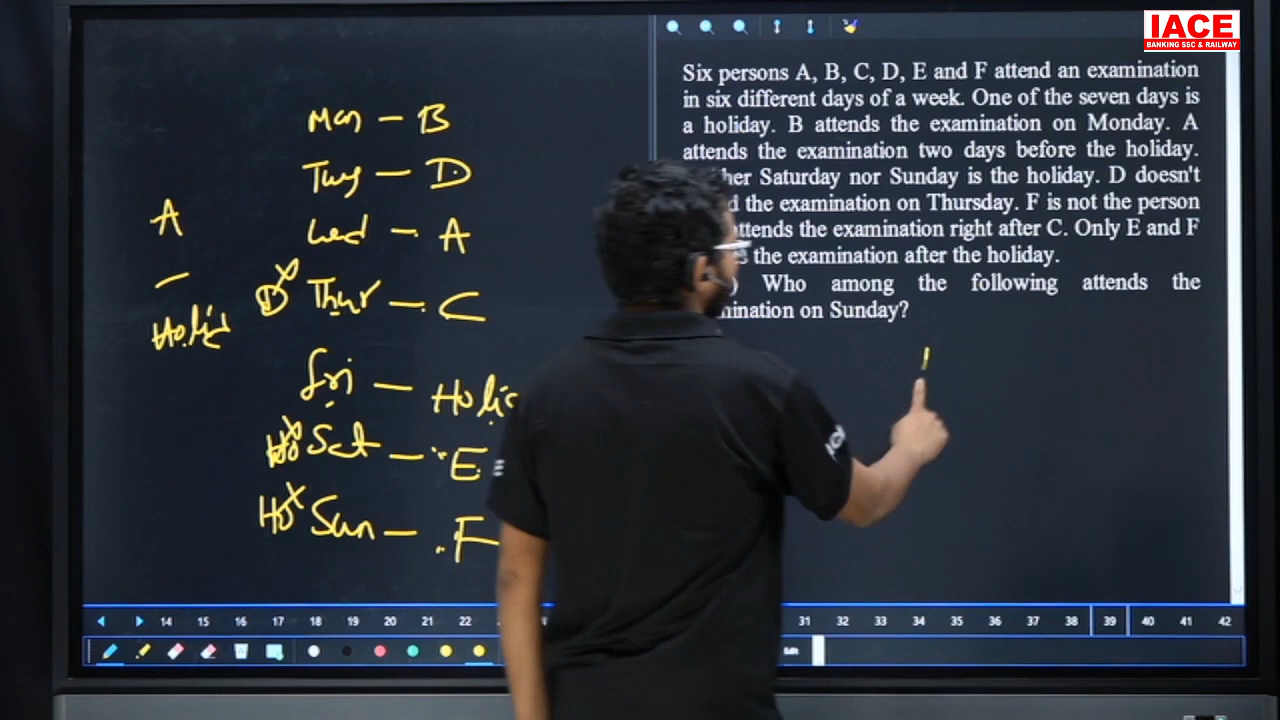 IACE
BANKING SSC & RAILWAY
Six persons A, B, C, D, E and F attend an examination
in six different days of a week. One of the seven days is
a holiday. B attends the examination on Monday. A
attends the examination two days before the holiday.
Saturday nor Sunday is the holiday. D doesn't
the examination on Thursday. F is not the person
attends the examination right after C. Only E and F
the examination after the holiday.
Who among the following attends the
on Sunday?
Mon - B
Tues - D
Wed - A
A
D x Thur - C
-
Holid
Fri - Holid
Ho x Sat - E
Ho x Sun - F
14 15 16 17 18 19 20 21 22 31 32 33 34 35 36 37 38 39 40 41 42
Edit